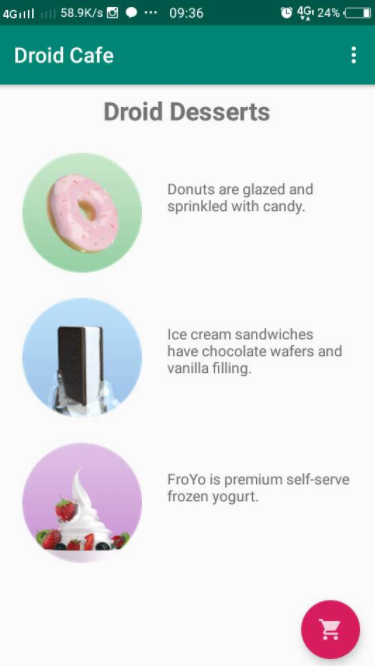 4G 58.9K/s ... 09:36 4G 24%
Droid Cafe
Droid Desserts
Donuts are glazed and
sprinkled with candy.
Ice cream sandwiches
have chocolate wafers and
vanilla filling.
FroYo is premium self-serve
frozen yogurt.